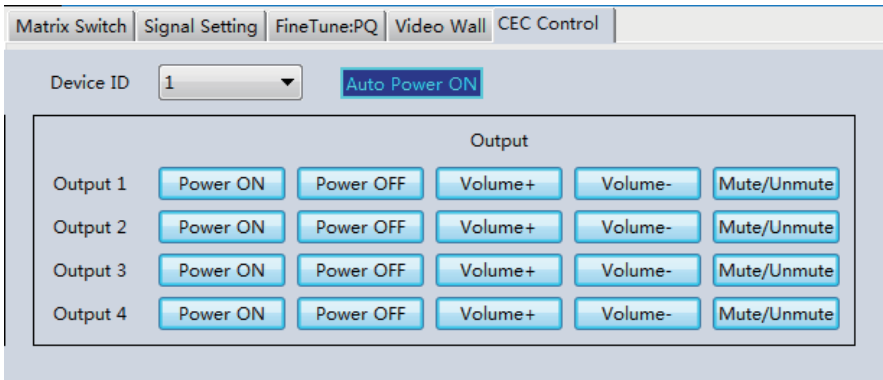 Matrix Switch Signal Setting FineTune:PQ Video Wall CEC Control
Device ID 1 Auto Power ON
Output
Output 1 Power ON Power OFF Volume+ Volume- Mute/Unmute
Output 2 Power ON Power OFF Volume+ Volume- Mute/Unmute
Output 3 Power ON Power OFF Volume+ Volume- Mute/Unmute
Output 4 Power ON Power OFF Volume+ Volume- Mute/Unmute